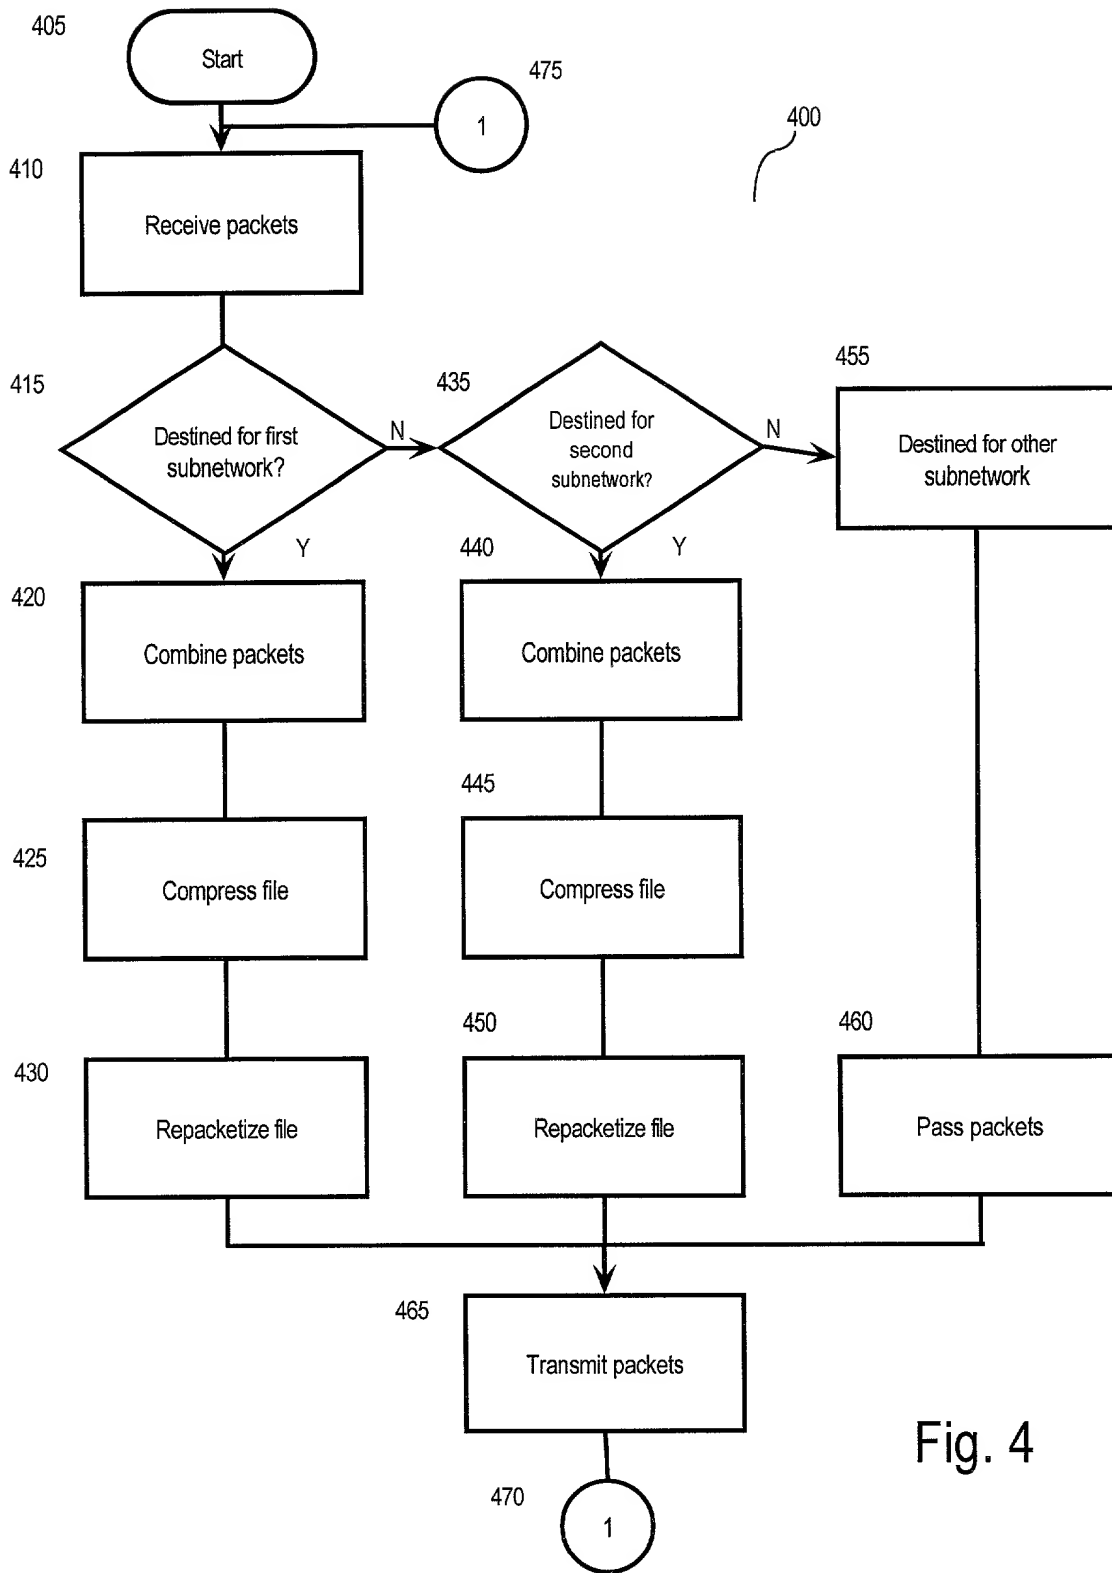 405
Start
475
1
400
410
Receive packets
415
Destined for first
subnetwork?
N
Y
435
Destined for
second
subnetwork?
N
Y
455
Destined for other
subnetwork
420
Combine packets
440
Combine packets
425
Compress file
445
Compress file
430
Repacketize file
450
Repacketize file
460
Pass packets
465
Transmit packets
470
1
Fig. 4